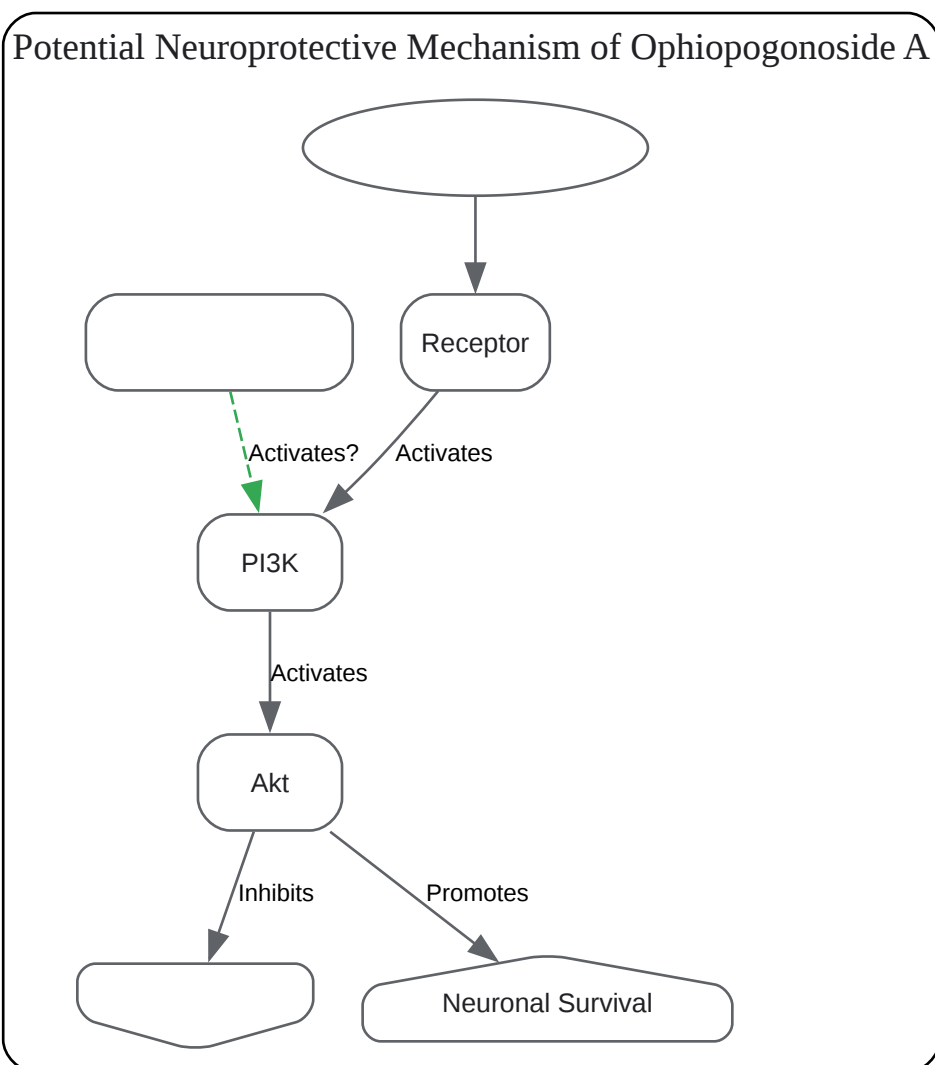 Potential Neuroprotective Mechanism of Ophiopogonoside A
Receptor
Activates?
Activates
PI3K
Activates
Akt
Inhibits
Promotes
Neuronal Survival